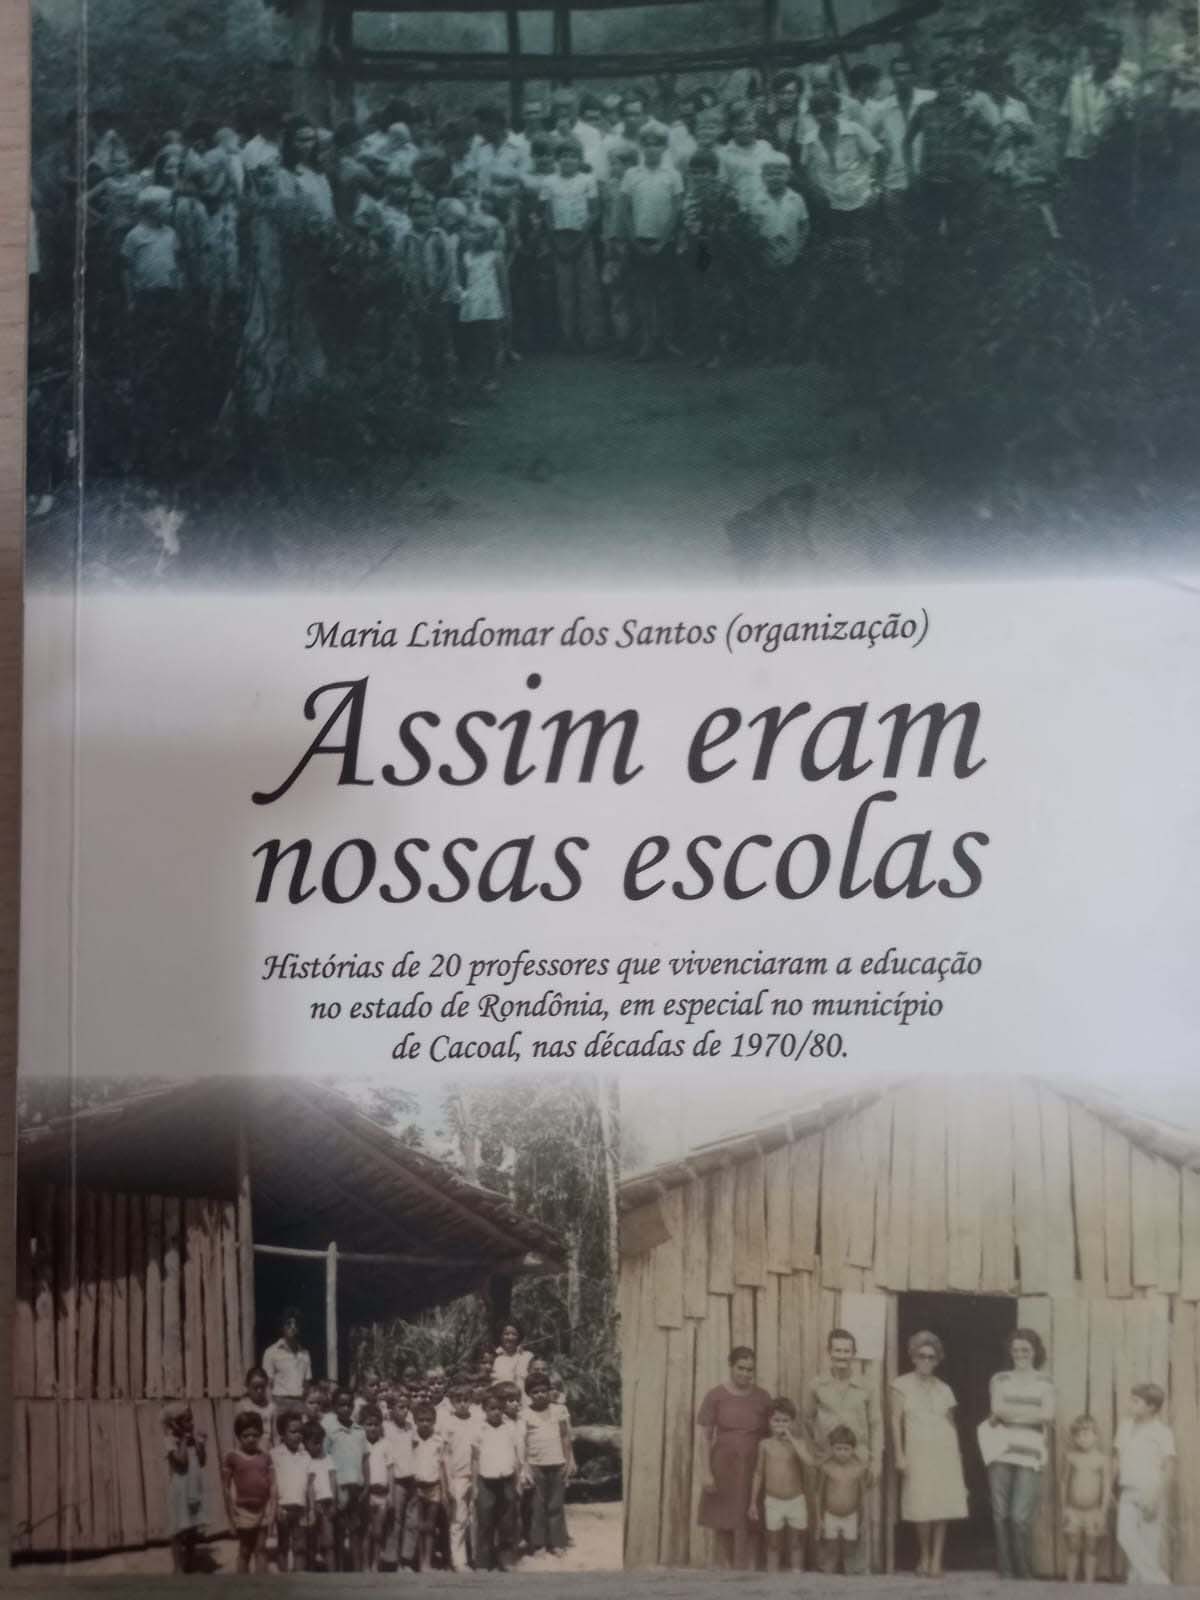 Maria Lindomar dos Santos (organização)
Assim eram
nossas escolas
Histórias de 20 professores que vivenciaram a educação
no estado de Rondônia, em especial no município
de Cacoal, nas décadas de 1970/80.